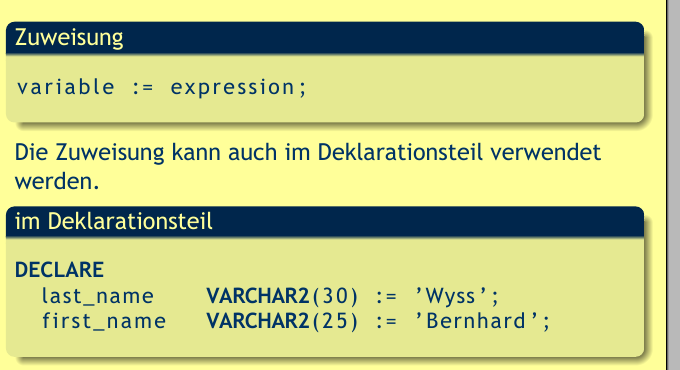 Zuweisung
variable := expression;
Die Zuweisung kann auch im Deklarationsteil verwendet
werden.
im Deklarationsteil
DECLARE
last_name VARCHAR2(30) := ’Wyss’;
first_name VARCHAR2(25) := ’Bernhard’;